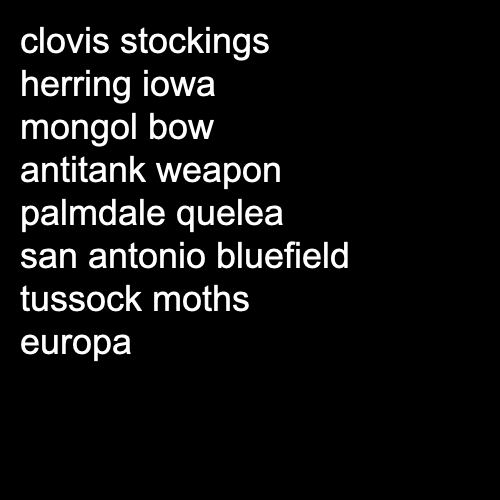 clovis stockings
herring iowa
mongol bow
antitank weapon
palmdale quelea
san antonio bluefield
tussock moths
europa